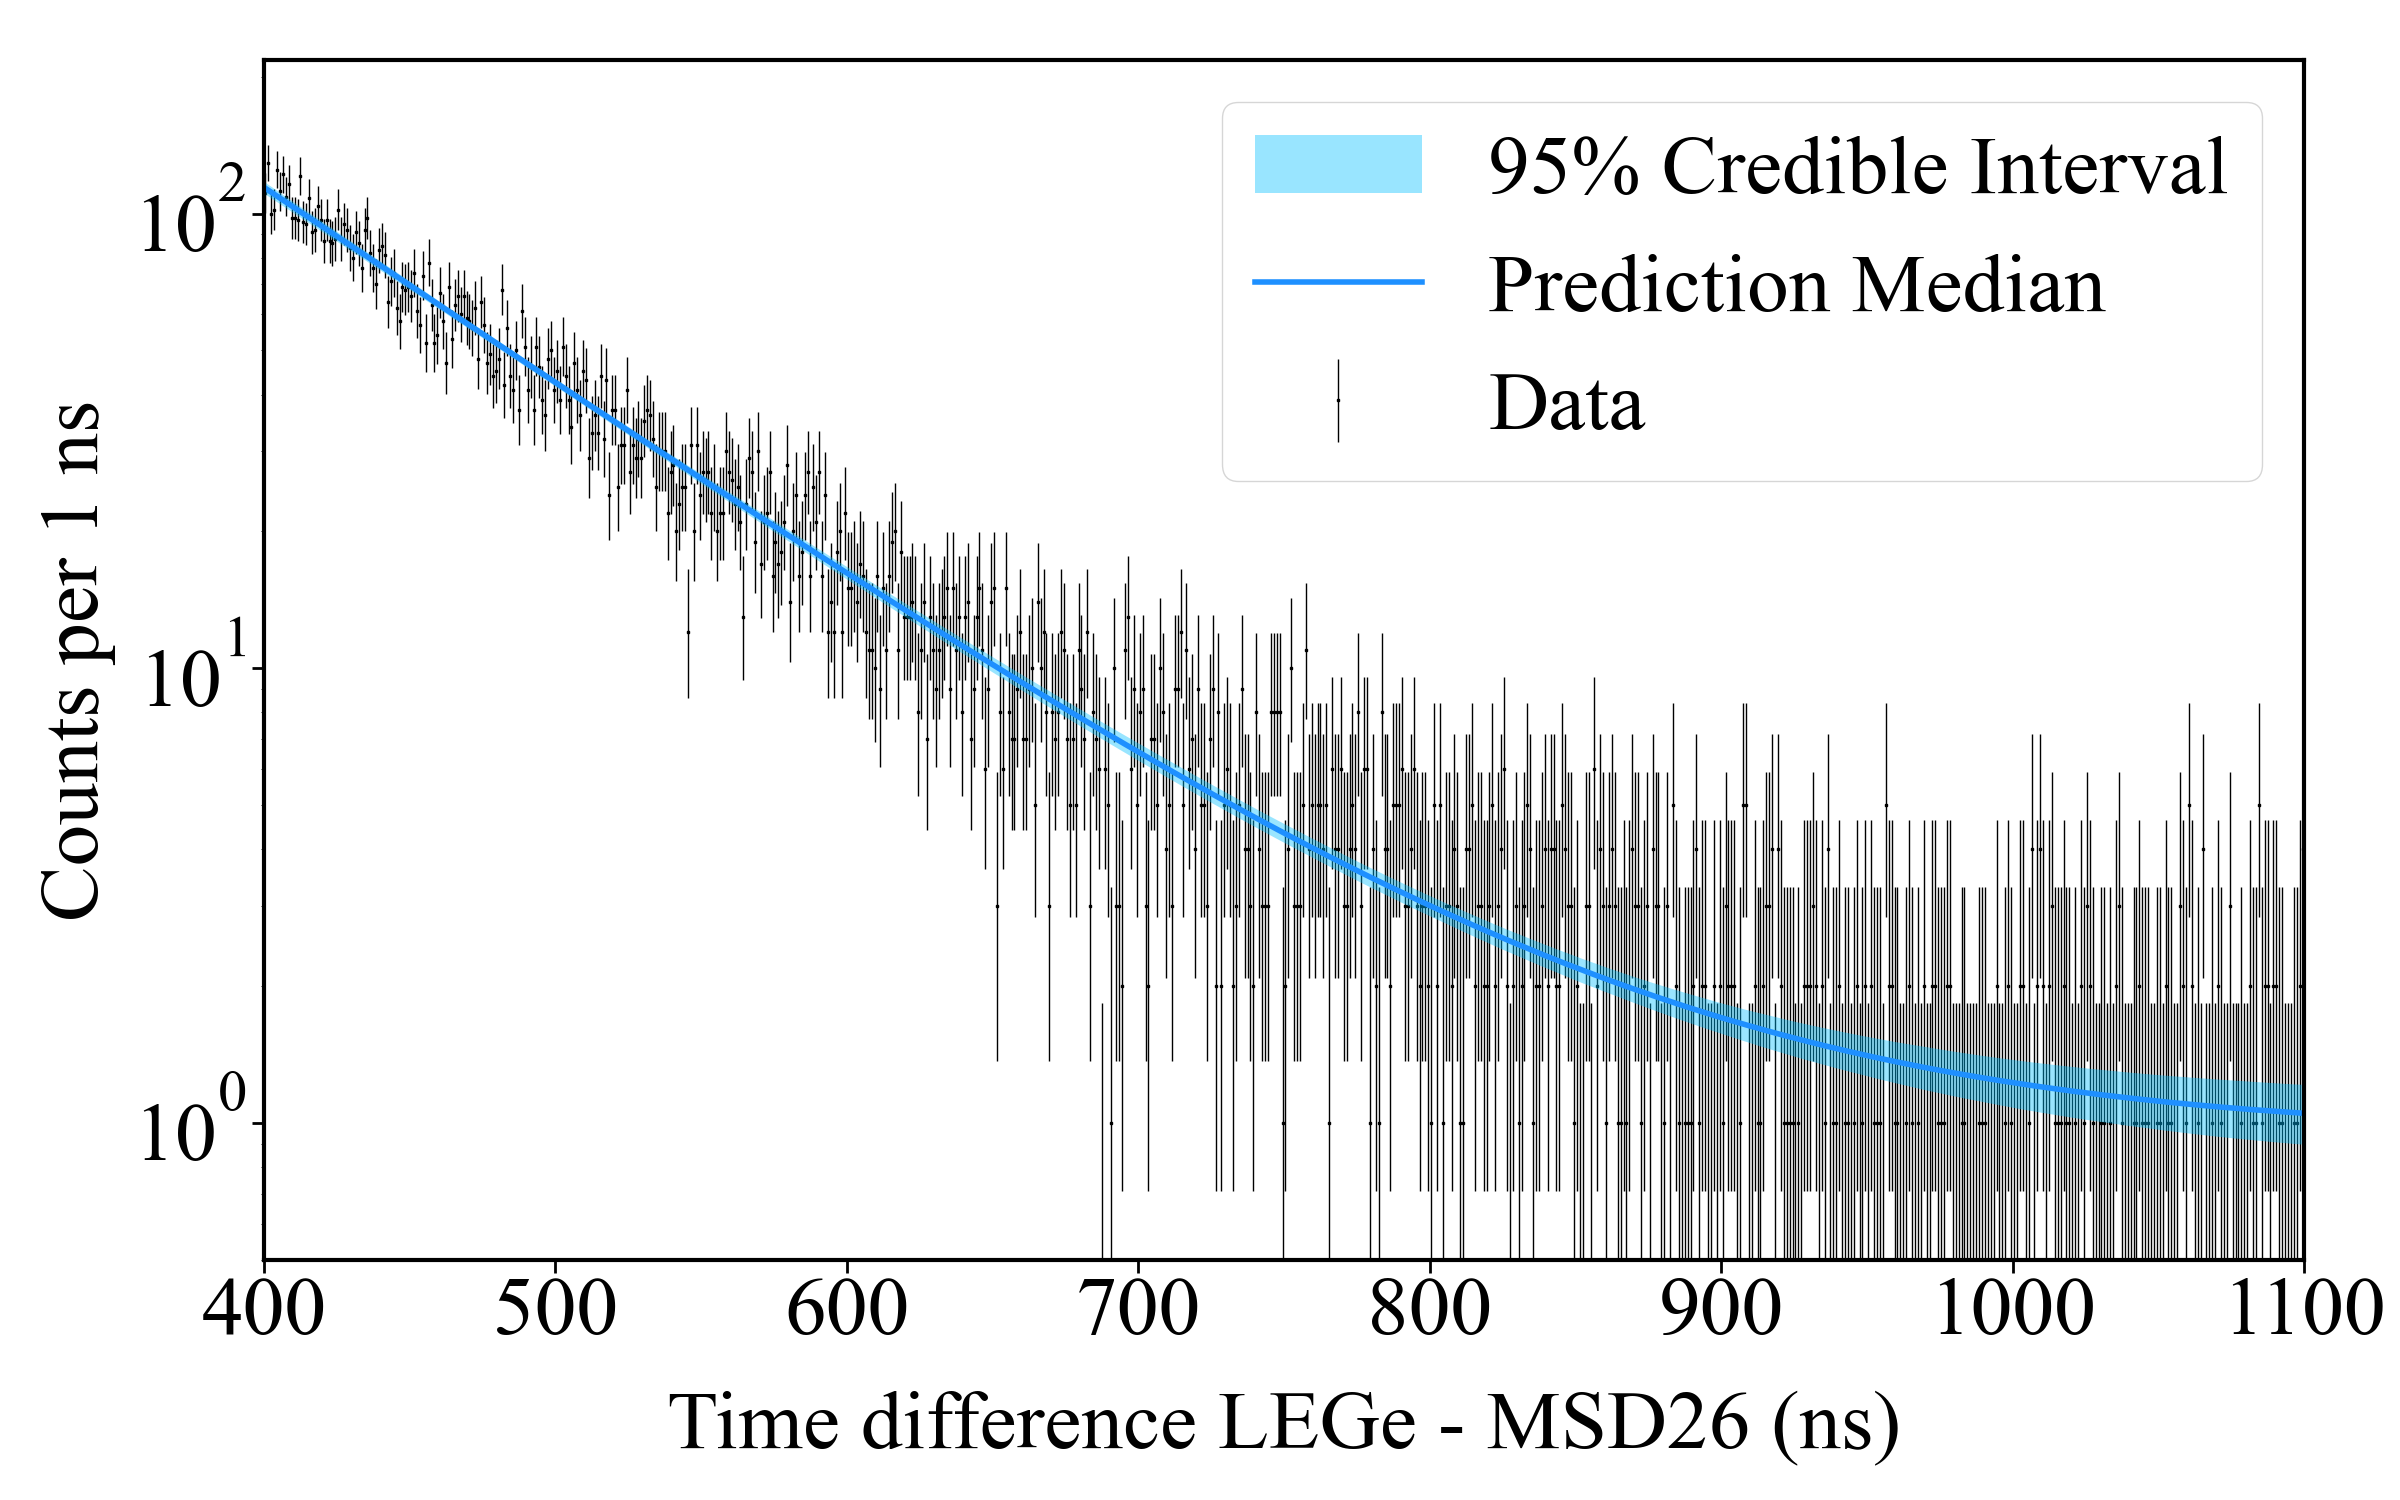 95% Credible Interval
Prediction Median
Data
Counts per 1 ns
10^2
10^1
10^0
400 500 600 700 800 900 1000 1100
Time difference LEGe - MSD26 (ns)